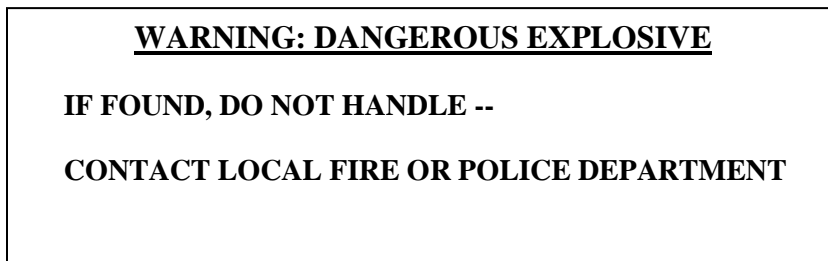 WARNING: DANGEROUS EXPLOSIVE
IF FOUND, DO NOT HANDLE --
CONTACT LOCAL FIRE OR POLICE DEPARTMENT